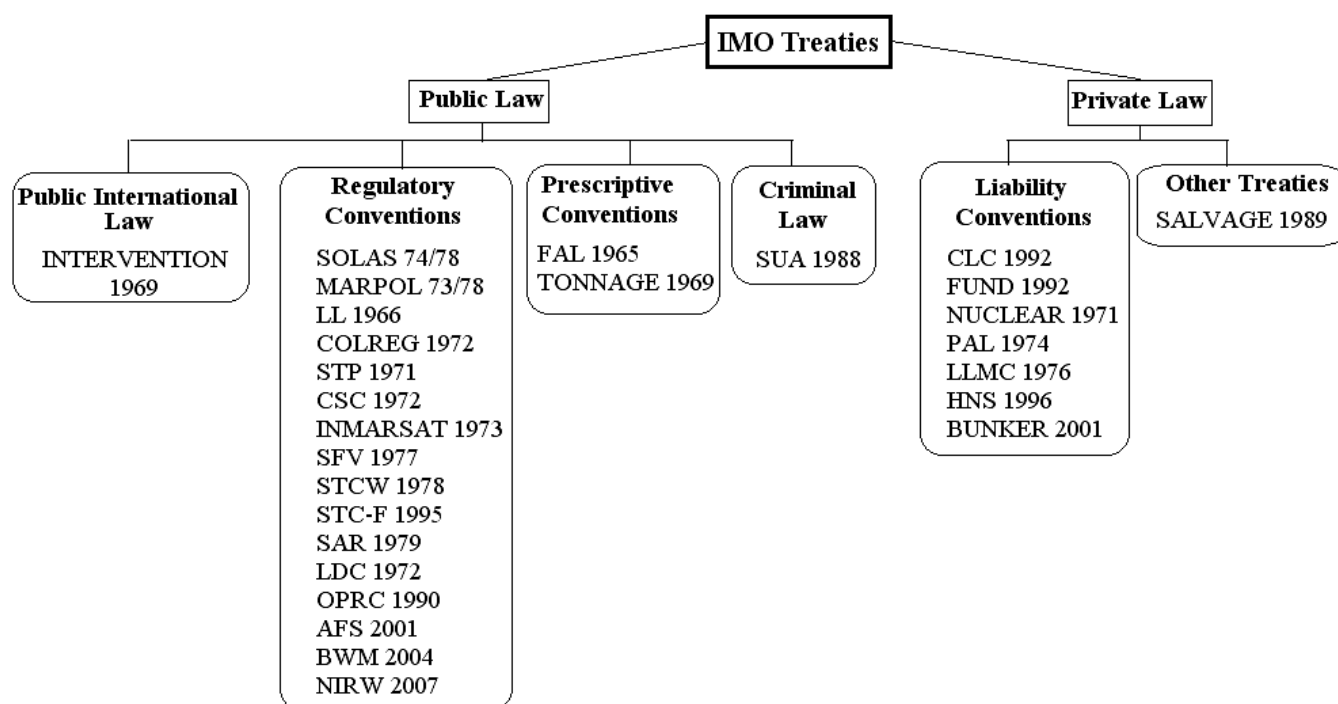 IMO Treaties
Public Law
Private Law
Public International
Law
INTERVENTION
1969
Regulatory
Conventions
SOLAS 74/78
MARPOL 73/78
LL 1966
COLREG 1972
STP 1971
CSC 1972
INMARSAT 1973
SFV 1977
STCW 1978
STC-F 1995
SAR 1979
LDC 1972
OPRC 1990
AFS 2001
BWM 2004
NIRW 2007
Prescriptive
Conventions
FAL 1965
TONNAGE 1969
Criminal
Law
SUA 1988
Liability
Conventions
CLC 1992
FUND 1992
NUCLEAR 1971
PAL 1974
LLMC 1976
HNS 1996
BUNKER 2001
Other Treaties
SALVAGE 1989